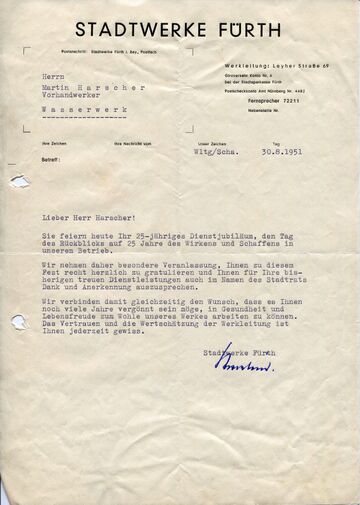 STADTWERKE FÜRTH
Postanschrift: Stadtwerke Fürth i. Bay., Postfach
Werkleitung: Leyher Straße 69
Giroverkehr Konto Nr. 6
bei der Stadtsparkasse Fürth
Postscheckkonto Amt Nürnberg Nr. 4482
Fernsprecher 72211
Nebenstelle Nr.
Herrn
Martin Harscher
Vorhandwerker
Wasserwerk
Ihre Zeichen
Ihre Nachricht vom
Unser Zeichen
Tag
Wltg/Scha.
30.8.1951
Betreff:
Lieber Herr Harscher!
Sie feiern heute Ihr 25-jähriges Dienstjubiläum, den Tag
des Rückblicks auf 25 Jahre des Wirkens und Schaffens in
unserem Betrieb.
Wir nehmen daher besondere Veranlassung, Ihnen zu diesem
Fest recht herzlich zu gratulieren und Ihnen für Ihre bis-
herigen treuen Dienstleistungen auch im Namen des Stadtrats
Dank und Anerkennung auszusprechen.
Wir verbinden damit gleichzeitig den Wunsch, dass es Ihnen
noch viele Jahre vergönnt sein möge, in Gesundheit und
Lebensfreude zum Wohle unseres Werkes arbeiten zu können.
Das Vertrauen und die Wertschätzung der Werkleitung ist
Ihnen jederzeit gewiss.
Stadtwerke Fürth